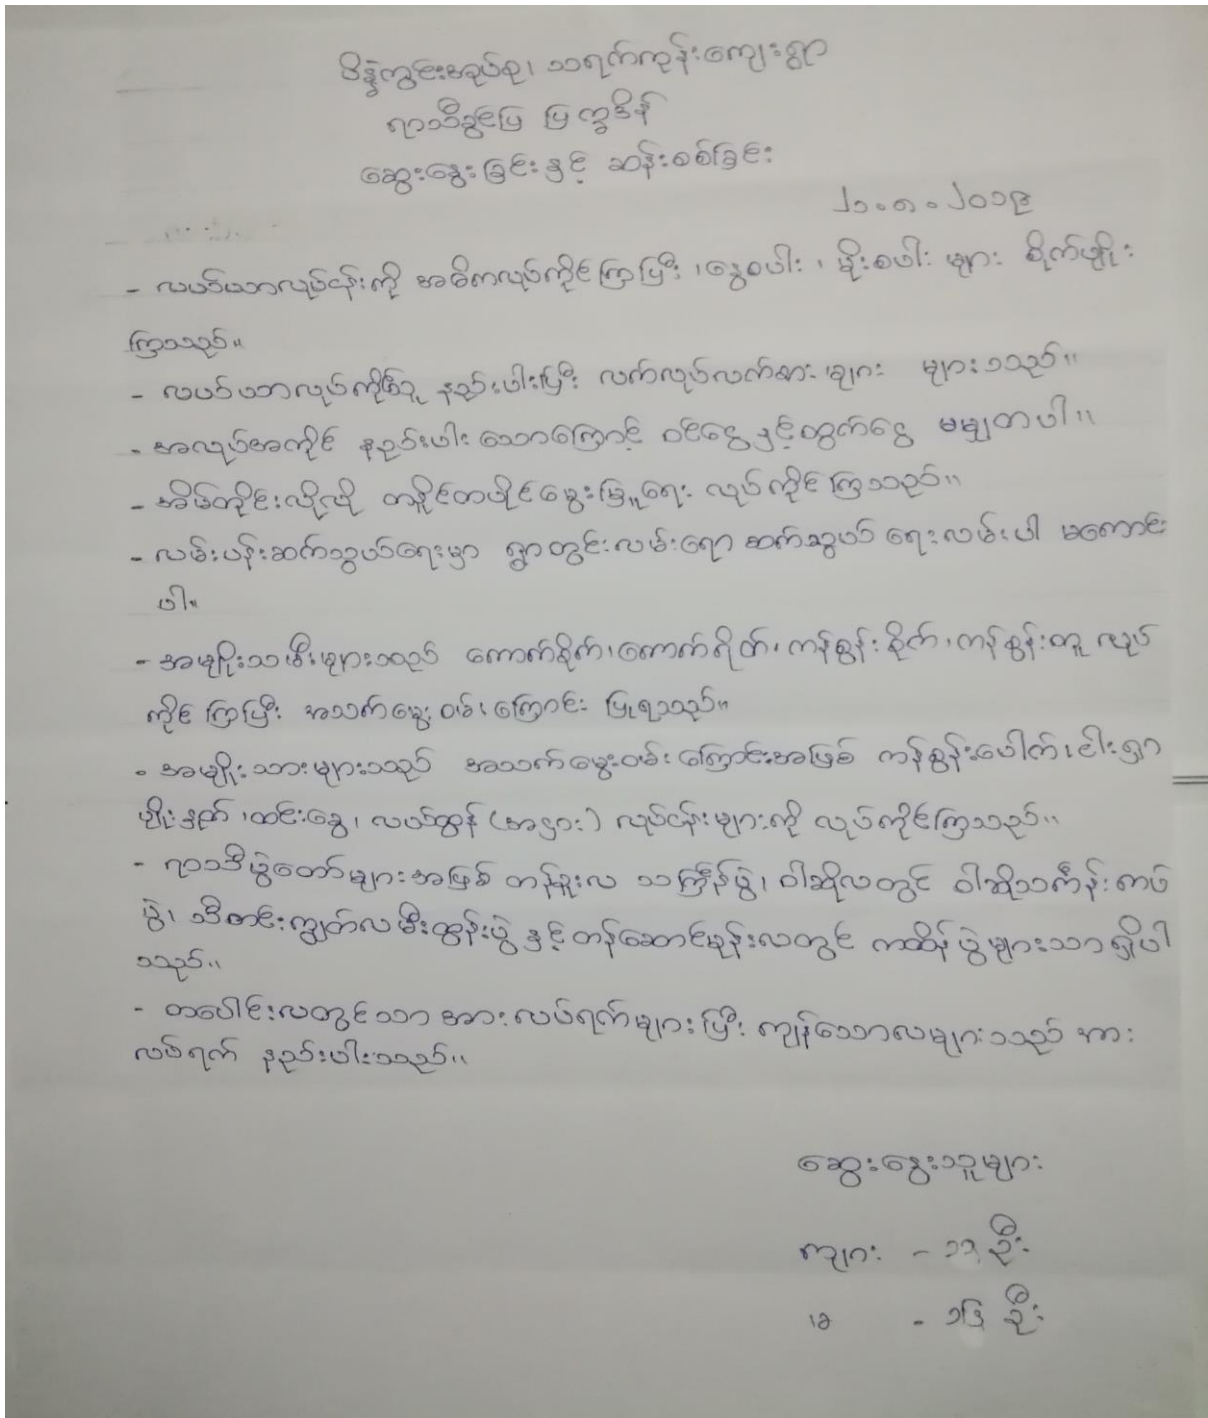 ပိန္နဲကွင်းအုပ်စု၊ သရက်ကုန်းကျေးရွာ
ရာသီခွင်ပြ ပြက္ခဒိန်
ဆွေးနွေးခြင်းနှင့် ဆန်းစစ်ခြင်း
၂၁.၈.၂၀၁၉
- လယ်ယာလုပ်ငန်းကို အဓိကလုပ်ကိုင်ကြပြီး ၊ နွေစပါး ၊ မိုးစပါး များ စိုက်ပျိုး
ကြသည်။
- လယ်ယာလုပ်ကိုင်သူ နည်းပါးပြီး လက်လုပ်လက်စား များ များသည်။
- အလုပ်အကိုင် နည်းပါး သောကြောင့် ဝင်ငွေနှင့်ထွက်ငွေ မမျှတပါ။
- အိမ်တိုင်းလိုလို တနိုင်တပိုင်မွေးမြူရေး လုပ်ကိုင်ကြသည်။
- လမ်းပန်းဆက်သွယ်ရေးမှာ ရွာတွင်းလမ်းရော ဆက်သွယ်ရေးလမ်းပါ မကောင်း
ပါ။
- အမျိုးသမီးများသည် ကောက်စိုက်၊ ကောက်ရိတ်၊ ကန်စွန်းစိုက်၊ ကန်စွန်းတူ လုပ်
ကိုင်ကြပြီး အသက်မွေးဝမ်းကြောင်း ပြုရသည်။
- အမျိုးသားများသည် အသက်မွေးဝမ်းကြောင်းအဖြစ် ကန်စွန်းပေါက်၊ ငါးရှာ
ပျိုးနှုတ် ၊ ထင်းခွေ ၊ လယ်ထွန် (အငှား) လုပ်ငန်းများကို လုပ်ကိုင်ကြသည်။
- ရာသီပွဲတော်များအဖြစ် တန်ခူးလ သင်္ကြန်ပွဲ၊ ဝါဆိုလတွင် ဝါဆိုသင်္ကန်းကပ်
ပွဲ၊ သီတင်းကျွတ်လမီးထွန်းပွဲ နှင့် တန်ဆောင်မုန်းလတွင် ကထိန်ပွဲများသာရှိပါ
သည်။
- တပေါင်းလတွင်သာ အားလပ်ရက်များပြီး ကျန်သောလများသည် အား
လပ်ရက် နည်းပါးသည်။
ဆွေးနွေးသူများ
ကျား - ၁၃ ဦး
မ - ၁၆ ဦး